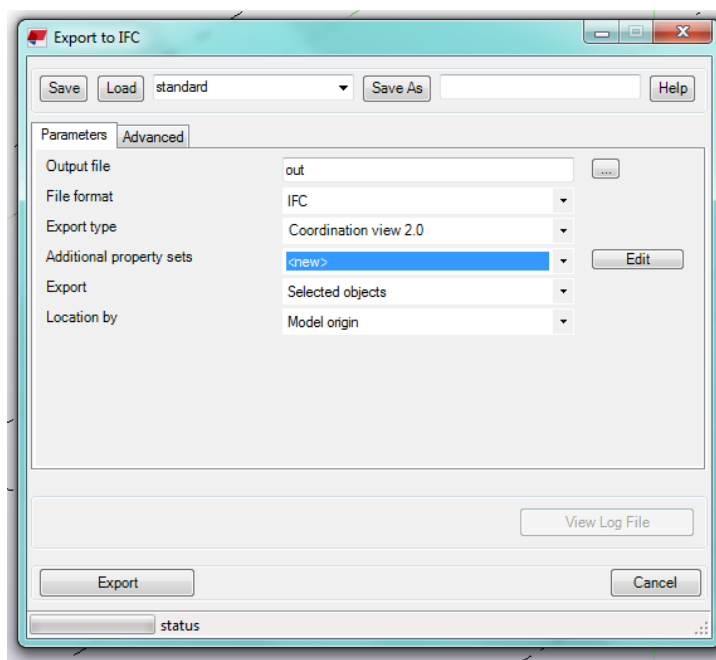 Export to IFC
Save Load standard Save As Help
Parameters Advanced
Output file out ...
File format IFC
Export type Coordination view 2.0
Additional property sets <new> Edit
Export Selected objects
Location by Model origin
View Log File
Export Cancel
status